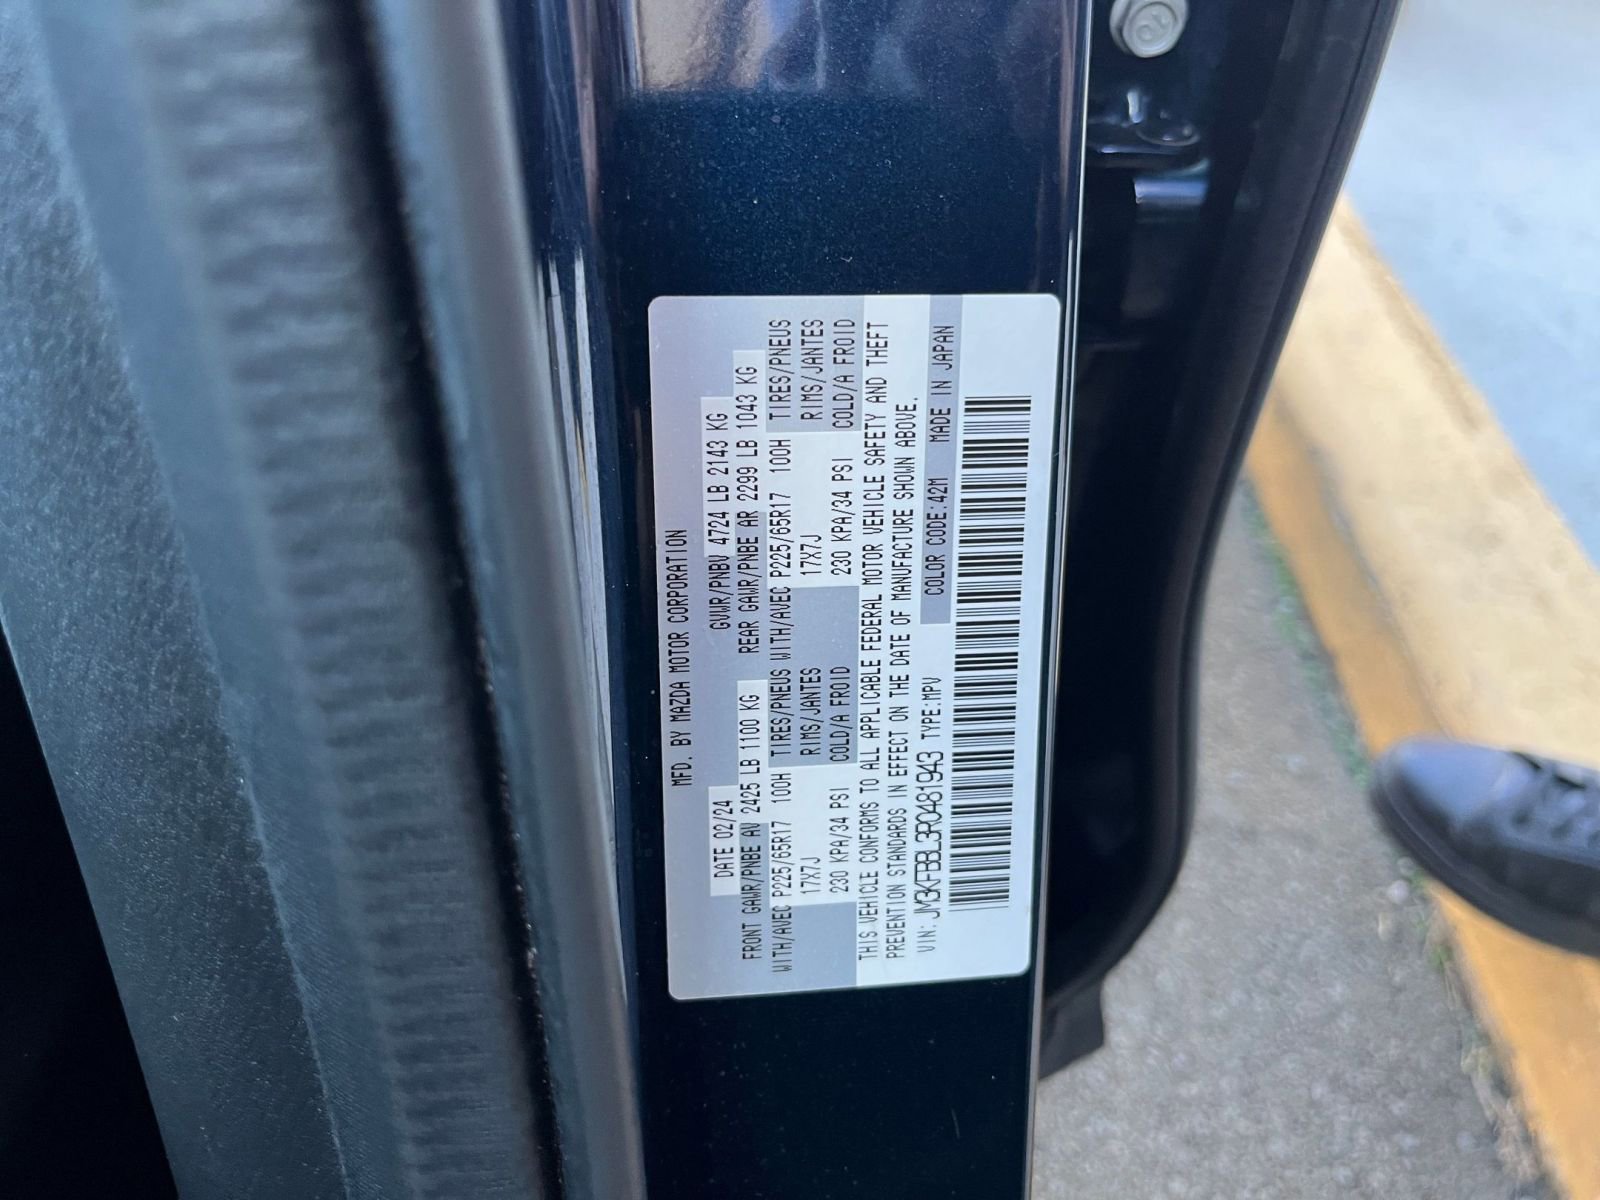 MFD. BY MAZDA MOTOR CORPORATION
DATE 02/24 GVWR/PNBV 4724 LB 2143 KG
FRONT GAWR/PNBE AV 2425 LB 1100 KG REAR GAWR/PNBE AR 2299 LB 1043 KG
WITH/AVEC P225/65R17 100H TIRES/PNEUS WITH/AVEC P225/65R17 100H TIRES/PNEUS
17X7J RIMS/JANTES 17X7J RIMS/JANTES
230 KPA/34 PSI COLD/A FROID 230 KPA/34 PSI COLD/A FROID
THIS VEHICLE CONFORMS TO ALL APPLICABLE FEDERAL MOTOR VEHICLE SAFETY AND THEFT
PREVENTION STANDARDS IN EFFECT ON THE DATE OF MANUFACTURE SHOWN ABOVE.
VIN: JM3KFBBL3R0481943 TYPE:MPV COLOR CODE:42M MADE IN JAPAN